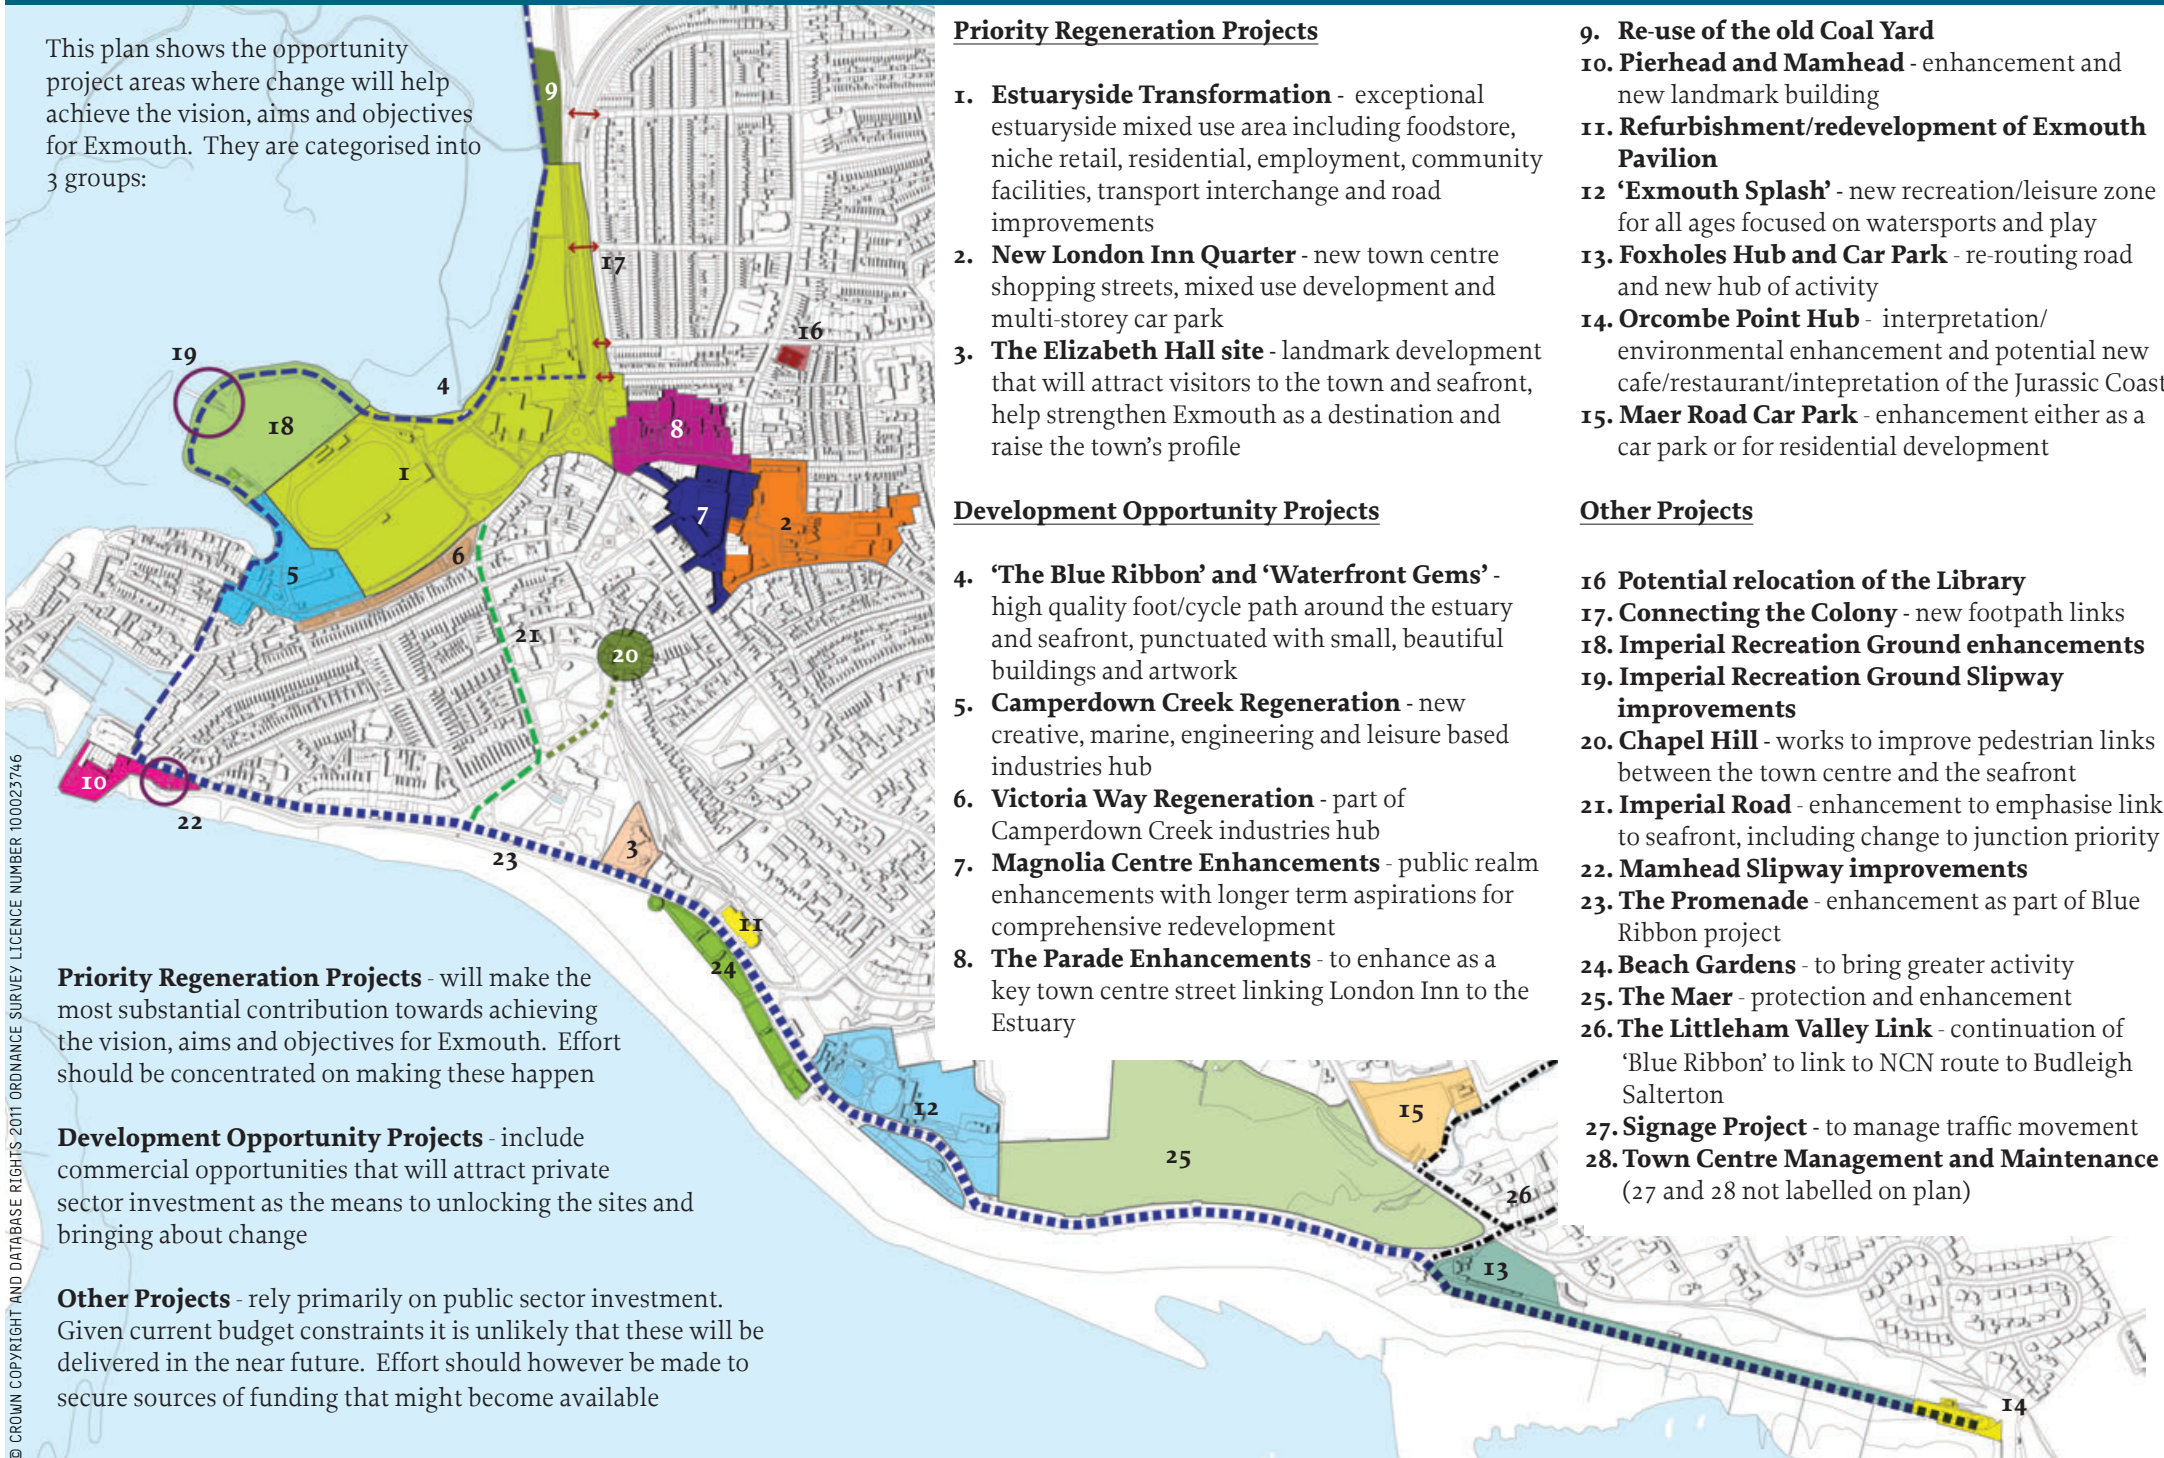 This plan shows the opportunity
project areas where change will help
achieve the vision, aims and objectives
for Exmouth. They are categorised into
3 groups:
Priority Regeneration Projects - will make the
most substantial contribution towards achieving
the vision, aims and objectives for Exmouth. Effort
should be concentrated on making these happen
Development Opportunity Projects - include
commercial opportunities that will attract private
sector investment as the means to unlocking the sites and
bringing about change
Other Projects - rely primarily on public sector investment.
Given current budget constraints it is unlikely that these will be
delivered in the near future. Effort should however be made to
secure sources of funding that might become available
© CROWN COPYRIGHT AND DATABASE RIGHTS 2011 ORDNANCE SURVEY LICENCE NUMBER 100023746
9
17
16
19
4
18
8
1
7
2
6
5
21
20
10
22
23
3
11
24
12
25
15
26
13
14
Priority Regeneration Projects
1. Estuaryside Transformation - exceptional
estuaryside mixed use area including foodstore,
niche retail, residential, employment, community
facilities, transport interchange and road
improvements
2. New London Inn Quarter - new town centre
shopping streets, mixed use development and
multi-storey car park
3. The Elizabeth Hall site - landmark development
that will attract visitors to the town and seafront,
help strengthen Exmouth as a destination and
raise the town's profile
Development Opportunity Projects
4. ‘The Blue Ribbon’ and ‘Waterfront Gems’ -
high quality foot/cycle path around the estuary
and seafront, punctuated with small, beautiful
buildings and artwork
5. Camperdown Creek Regeneration - new
creative, marine, engineering and leisure based
industries hub
6. Victoria Way Regeneration - part of
Camperdown Creek industries hub
7. Magnolia Centre Enhancements - public realm
enhancements with longer term aspirations for
comprehensive redevelopment
8. The Parade Enhancements - to enhance as a
key town centre street linking London Inn to the
Estuary
9. Re-use of the old Coal Yard
10. Pierhead and Mamhead - enhancement and
new landmark building
11. Refurbishment/redevelopment of Exmouth
Pavilion
12 ‘Exmouth Splash’ - new recreation/leisure zone
for all ages focused on watersports and play
13. Foxholes Hub and Car Park - re-routing road
and new hub of activity
14. Orcombe Point Hub - interpretation/
environmental enhancement and potential new
cafe/restaurant/intepretation of the Jurassic Coast
15. Maer Road Car Park - enhancement either as a
car park or for residential development
Other Projects
16 Potential relocation of the Library
17. Connecting the Colony - new footpath links
18. Imperial Recreation Ground enhancements
19. Imperial Recreation Ground Slipway
improvements
20. Chapel Hill - works to improve pedestrian links
between the town centre and the seafront
21. Imperial Road - enhancement to emphasise link
to seafront, including change to junction priority
22. Mamhead Slipway improvements
23. The Promenade - enhancement as part of Blue
Ribbon project
24. Beach Gardens - to bring greater activity
25. The Maer - protection and enhancement
26. The Littleham Valley Link - continuation of
‘Blue Ribbon’ to link to NCN route to Budleigh
Salterton
27. Signage Project - to manage traffic movement
28. Town Centre Management and Maintenance
(27 and 28 not labelled on plan)